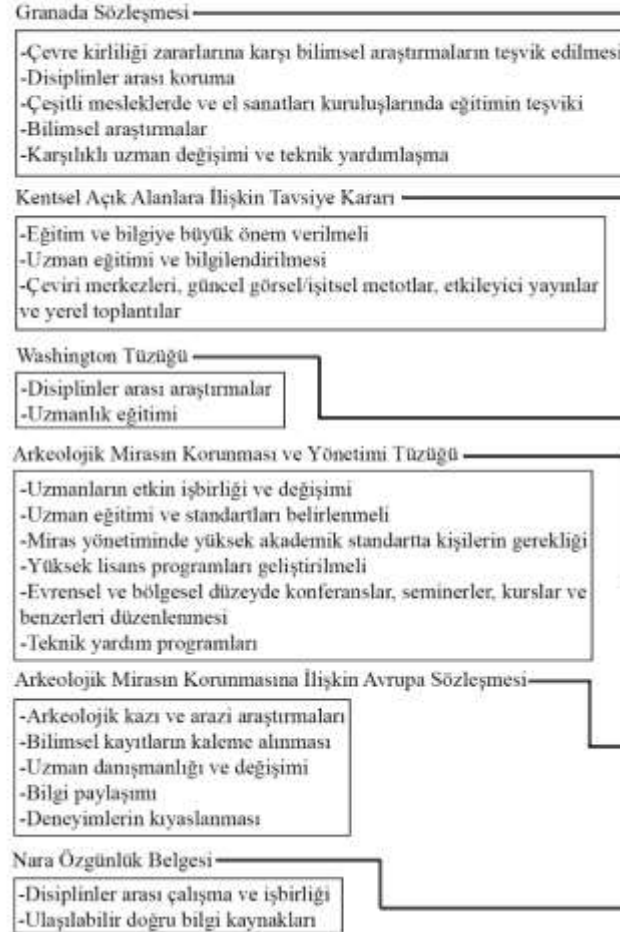 Granada Sözleşmesi
-Çevre kirliliği zararlarına karşı bilimsel araştırmaların teşvik edilmesi
-Disiplinler arası koruma
-Çeşitli mesleklerde ve el sanatları kuruluşlarında eğitimin teşviki
-Bilimsel araştırmalar
-Karşılıklı uzman değişimi ve teknik yardımlaşma
Kentsel Açık Alanlara İlişkin Tavsiye Kararı
-Eğitim ve bilgiye büyük önem verilmeli
-Uzman eğitimi ve bilgilendirilmesi
-Çeviri merkezleri, güncel görsel/işitsel metotlar, etkileyici yayınlar
ve yerel toplantılar
Washington Tüzüğü
-Disiplinler arası araştırmalar
-Uzmanlık eğitimi
Arkeolojik Mirasın Korunması ve Yönetimi Tüzüğü
-Uzmanların etkin işbirliği ve değişimi
-Uzman eğitimi ve standartları belirlenmeli
-Miras yönetiminde yüksek akademik standartta kişilerin gerekliği
-Yüksek lisans programları geliştirilmeli
-Evrensel ve bölgesel düzeyde konferanslar, seminerler, kurslar ve
benzerleri düzenlenmesi
-Teknik yardım programları
Arkeolojik Mirasın Korunmasına İlişkin Avrupa Sözleşmesi
-Arkeolojik kazı ve arazi araştırmaları
-Bilimsel kayıtların kaleme alınması
-Uzman danışmanlığı ve değişimi
-Bilgi paylaşımı
-Deneyimlerin kıyaslanması
Nara Özgünlük Belgesi
-Disiplinler arası çalışma ve işbirliği
-Ulaşılabilir doğru bilgi kaynakları